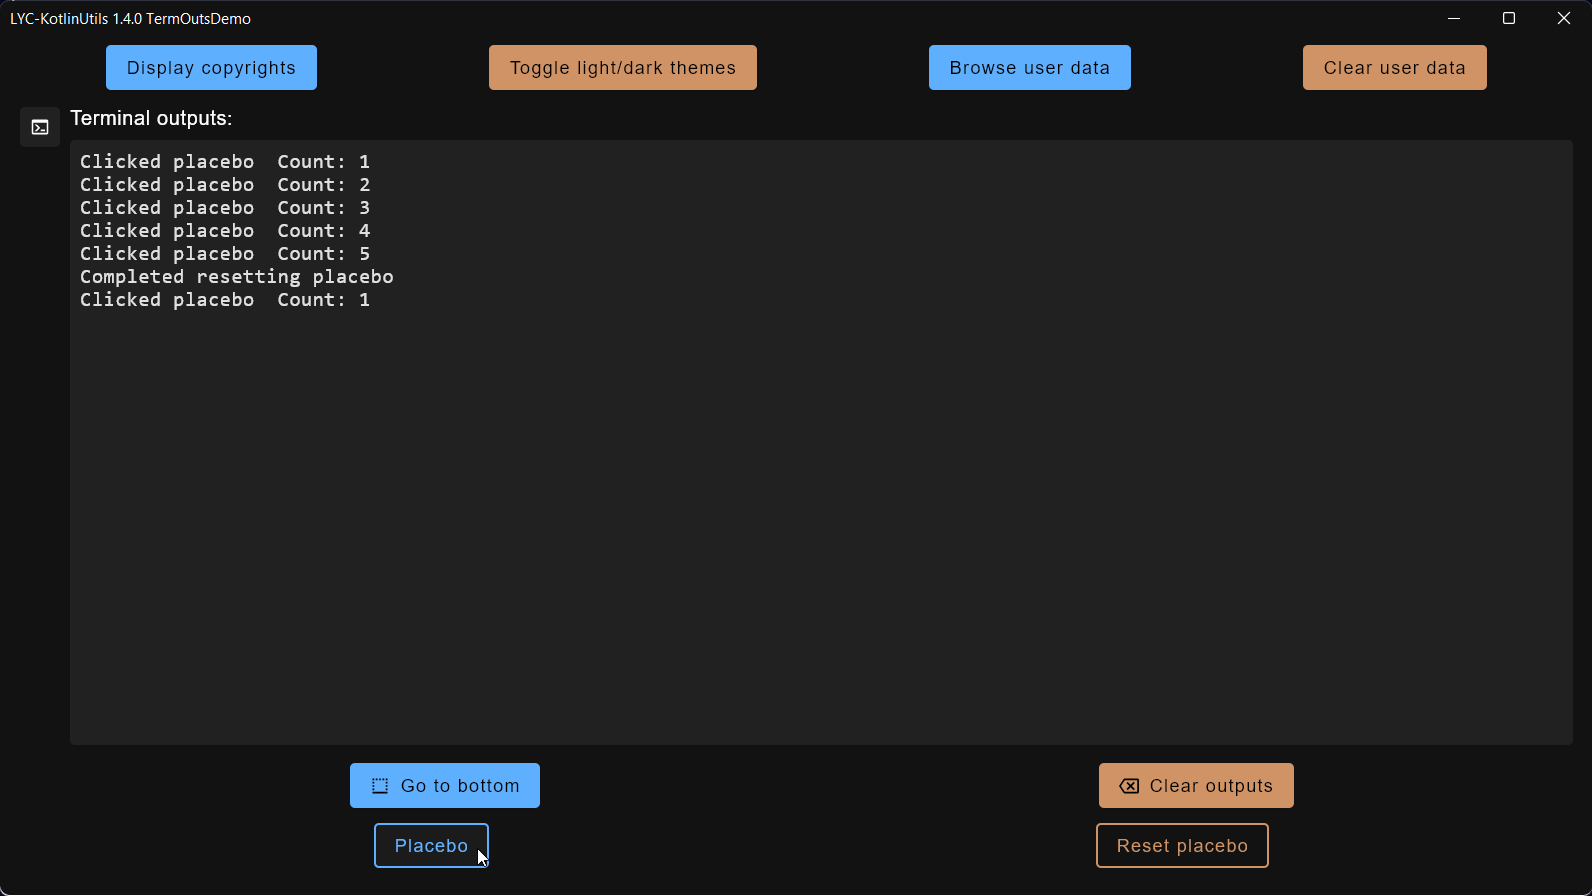 LYC-KotlinUtils 1.4.0 TermOutsDemo
Display copyrights
Toggle light/dark themes
Browse user data
Clear user data
Terminal outputs:
Clicked placebo  Count: 1
Clicked placebo  Count: 2
Clicked placebo  Count: 3
Clicked placebo  Count: 4
Clicked placebo  Count: 5
Completed resetting placebo
Clicked placebo  Count: 1
Go to bottom
Clear outputs
Placebo
Reset placebo